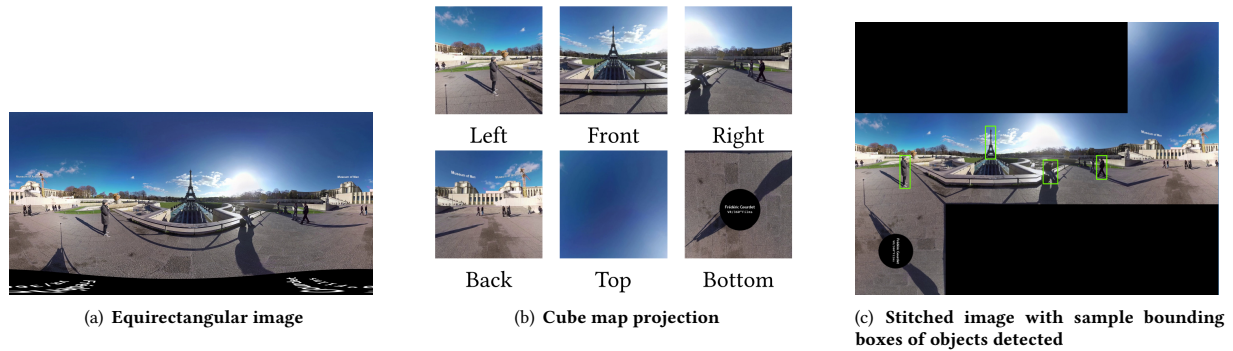 Left
Front
Right
Back
Top
Bottom
(a) Equirectangular image
(b) Cube map projection
(c) Stitched image with sample bounding
boxes of objects detected